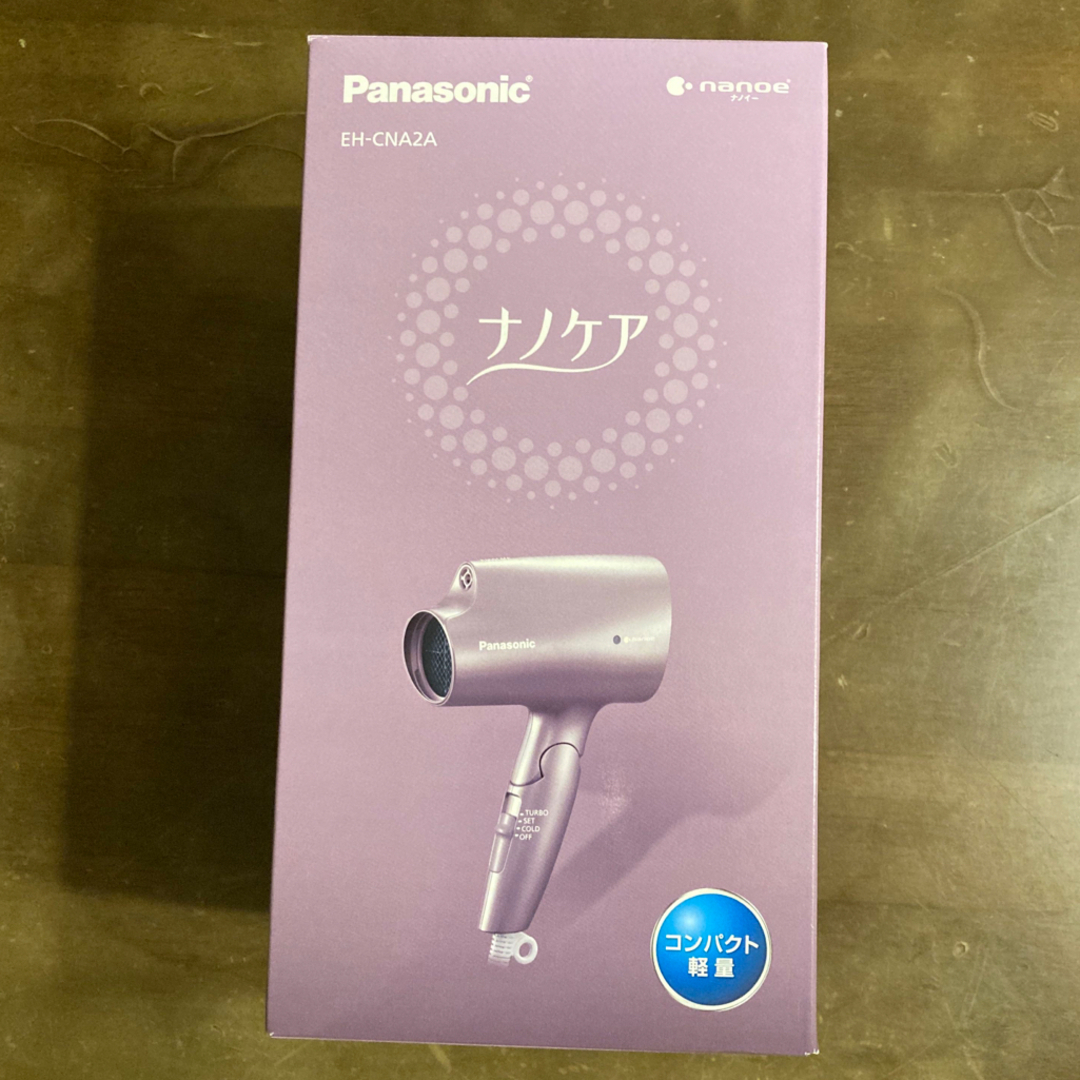 Panasonic
nanoe
ナノイー
EH-CNA2A
ナノケア
Panasonic
TURBO
SET
COLD
OFF
コンパクト
軽量